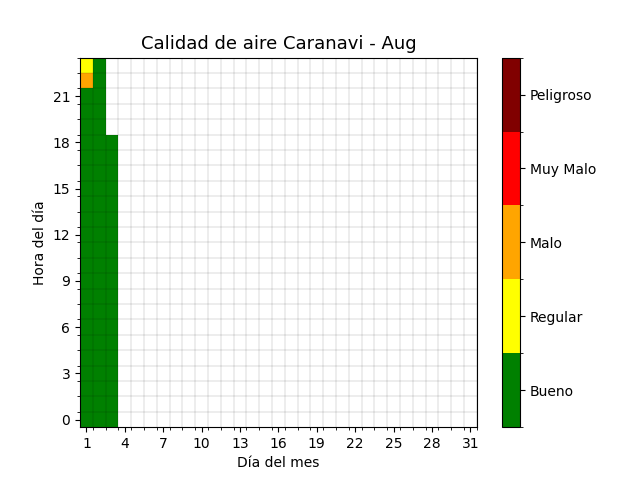 Calidad de aire Caranavi - Aug
Hora del día
21
18
15
12
9
6
3
0
1 4 7 10 13 16 19 22 25 28 31
Día del mes
Peligroso
Muy Malo
Malo
Regular
Bueno